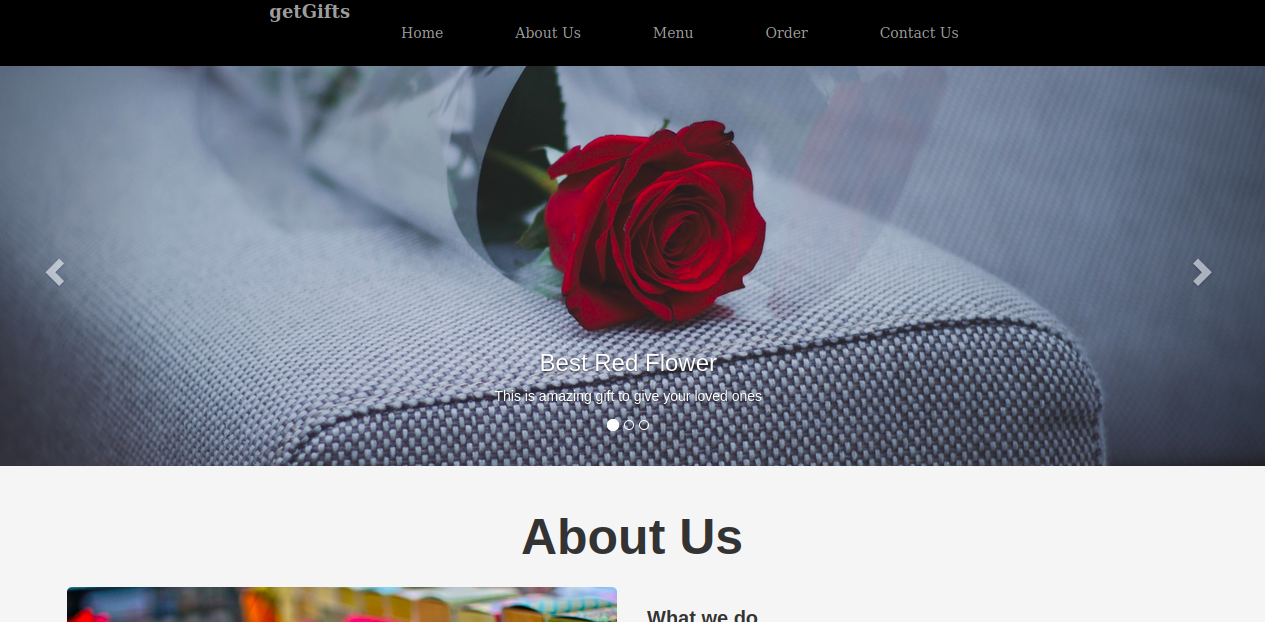 getGifts
Home About Us Menu Order Contact Us
Best Red Flower
This is amazing gift to give your loved ones
About Us
What we do